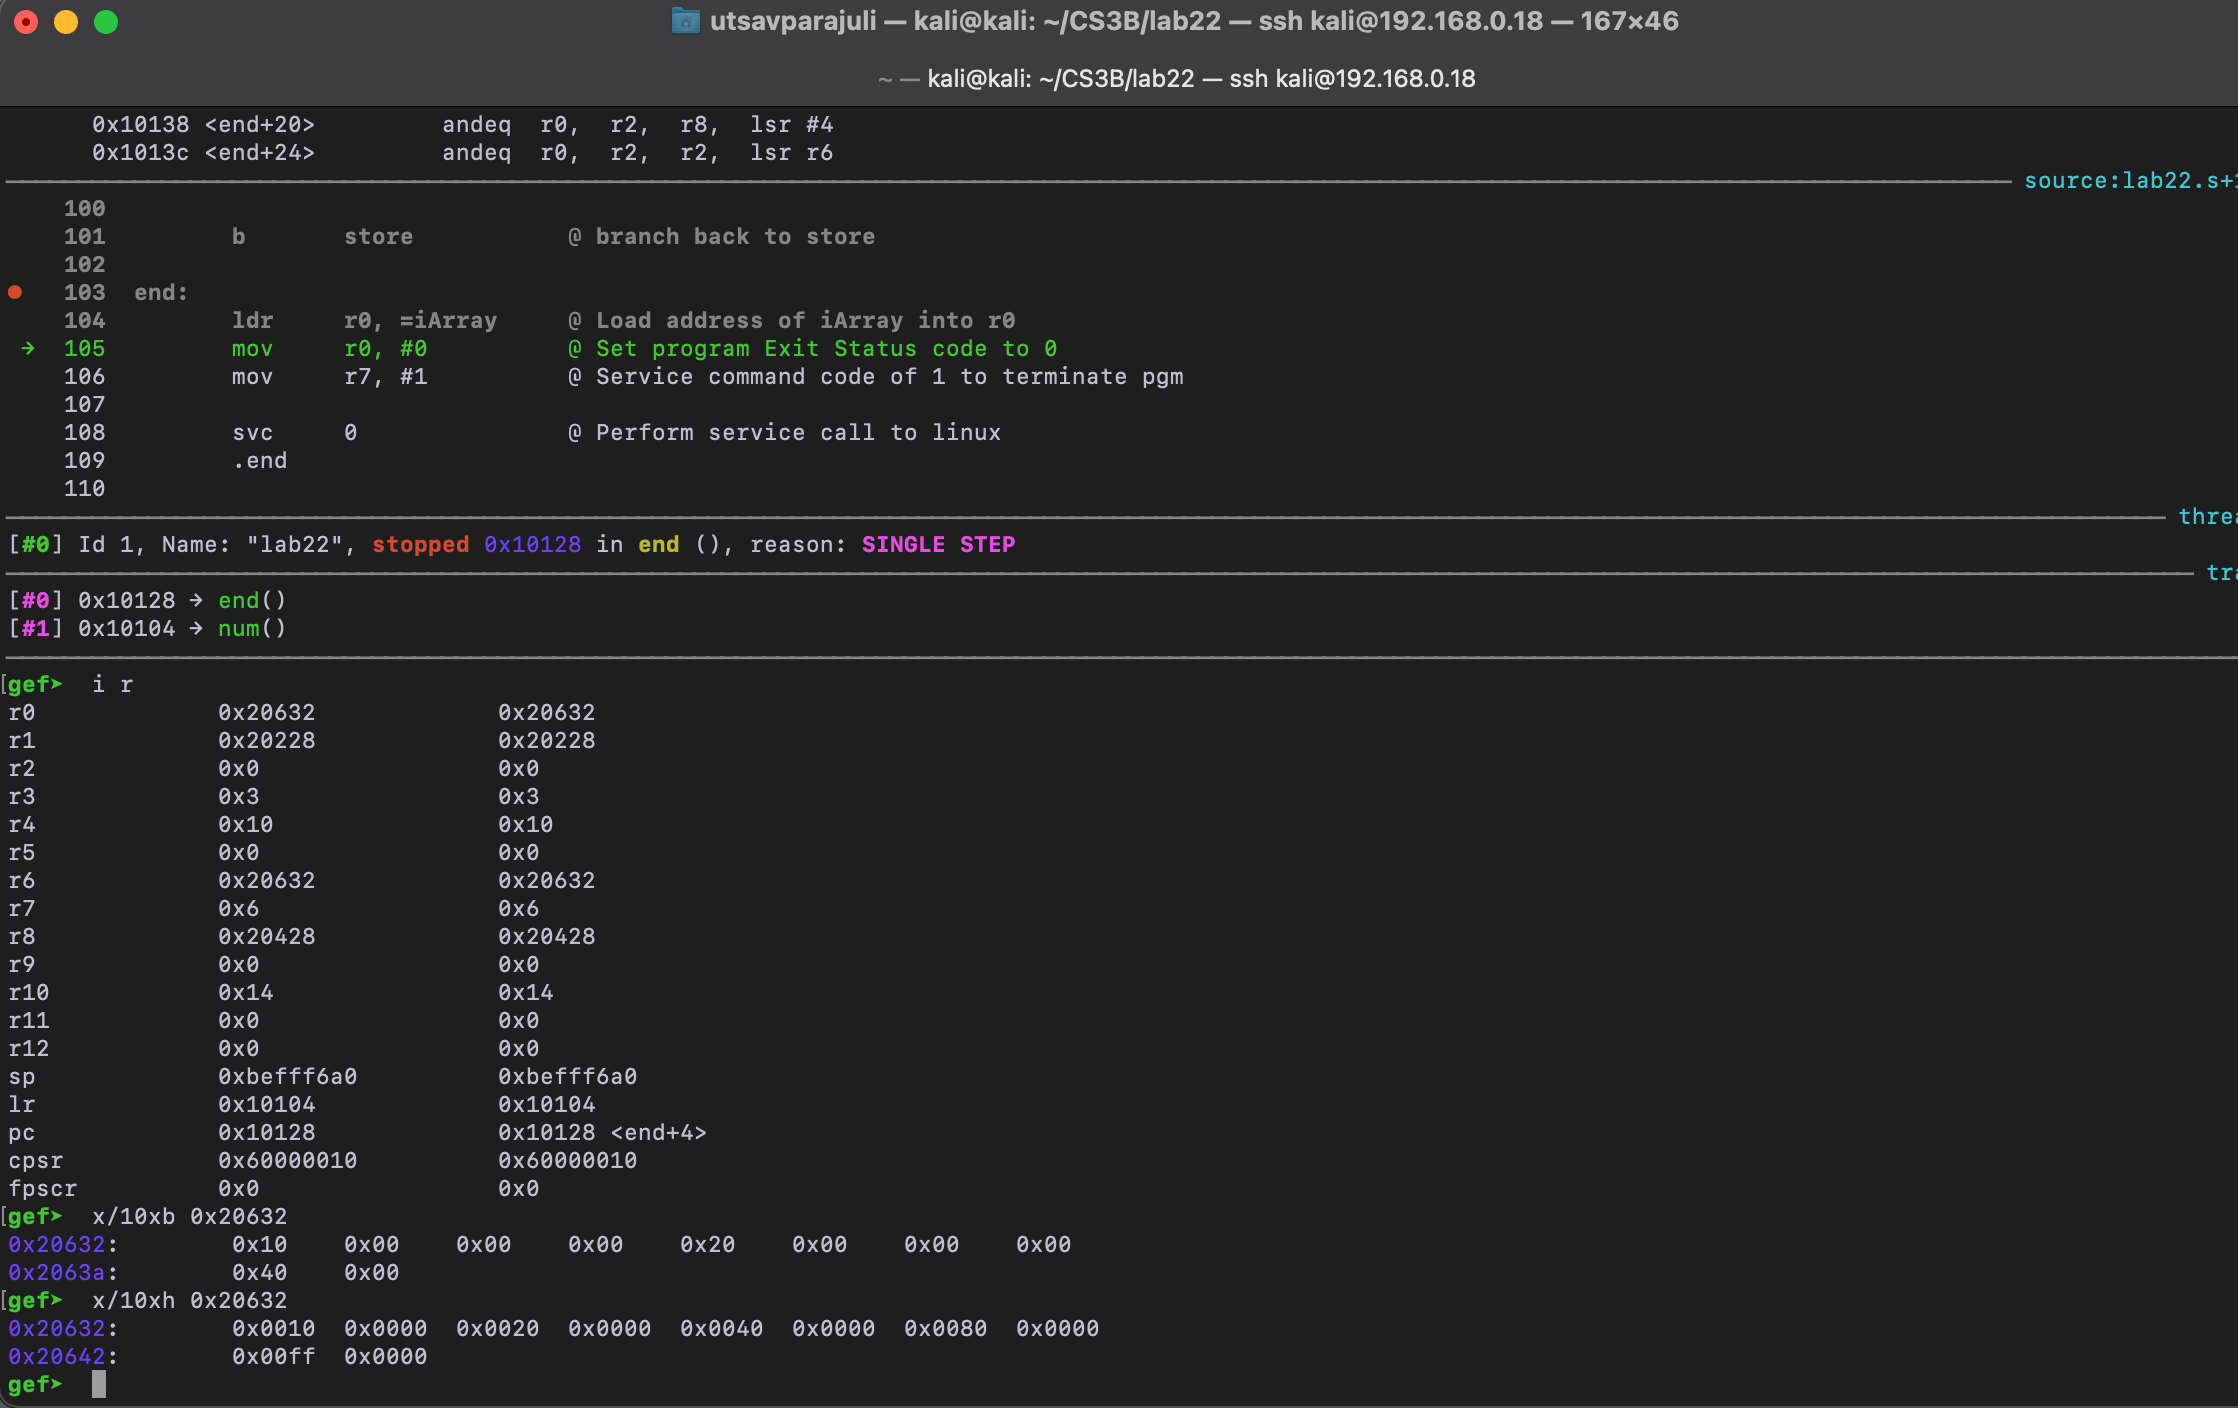 utsavparajuli — kali@kali: ~/CS3B/lab22 — ssh kali@192.168.0.18 — 167×46
~ — kali@kali: ~/CS3B/lab22 — ssh kali@192.168.0.18
0x10138 <end+20> andeq r0, r2, r8, lsr #4
0x1013c <end+24> andeq r0, r2, r2, lsr r6
source:lab22.s+
100
101 b store @ branch back to store
102
103 end:
104 ldr r0, =iArray @ Load address of iArray into r0
→ 105 mov r0, #0 @ Set program Exit Status code to 0
106 mov r7, #1 @ Service command code of 1 to terminate pgm
107
108 svc 0 @ Perform service call to linux
109 .end
110
threa
[#0] Id 1, Name: "lab22", stopped 0x10128 in end (), reason: SINGLE STEP
tra
[#0] 0x10128 → end()
[#1] 0x10104 → num()
[gef➤ i r
r0 0x20632 0x20632
r1 0x20228 0x20228
r2 0x0 0x0
r3 0x3 0x3
r4 0x10 0x10
r5 0x0 0x0
r6 0x20632 0x20632
r7 0x6 0x6
r8 0x20428 0x20428
r9 0x0 0x0
r10 0x14 0x14
r11 0x0 0x0
r12 0x0 0x0
sp 0xbefff6a0 0xbefff6a0
lr 0x10104 0x10104
pc 0x10128 0x10128 <end+4>
cpsr 0x60000010 0x60000010
fpscr 0x0 0x0
[gef➤ x/10xb 0x20632
0x20632: 0x10 0x00 0x00 0x00 0x20 0x00 0x00 0x00
0x2063a: 0x40 0x00
[gef➤ x/10xh 0x20632
0x20632: 0x0010 0x0000 0x0020 0x0000 0x0040 0x0000 0x0080 0x0000
0x20642: 0x00ff 0x0000
gef➤